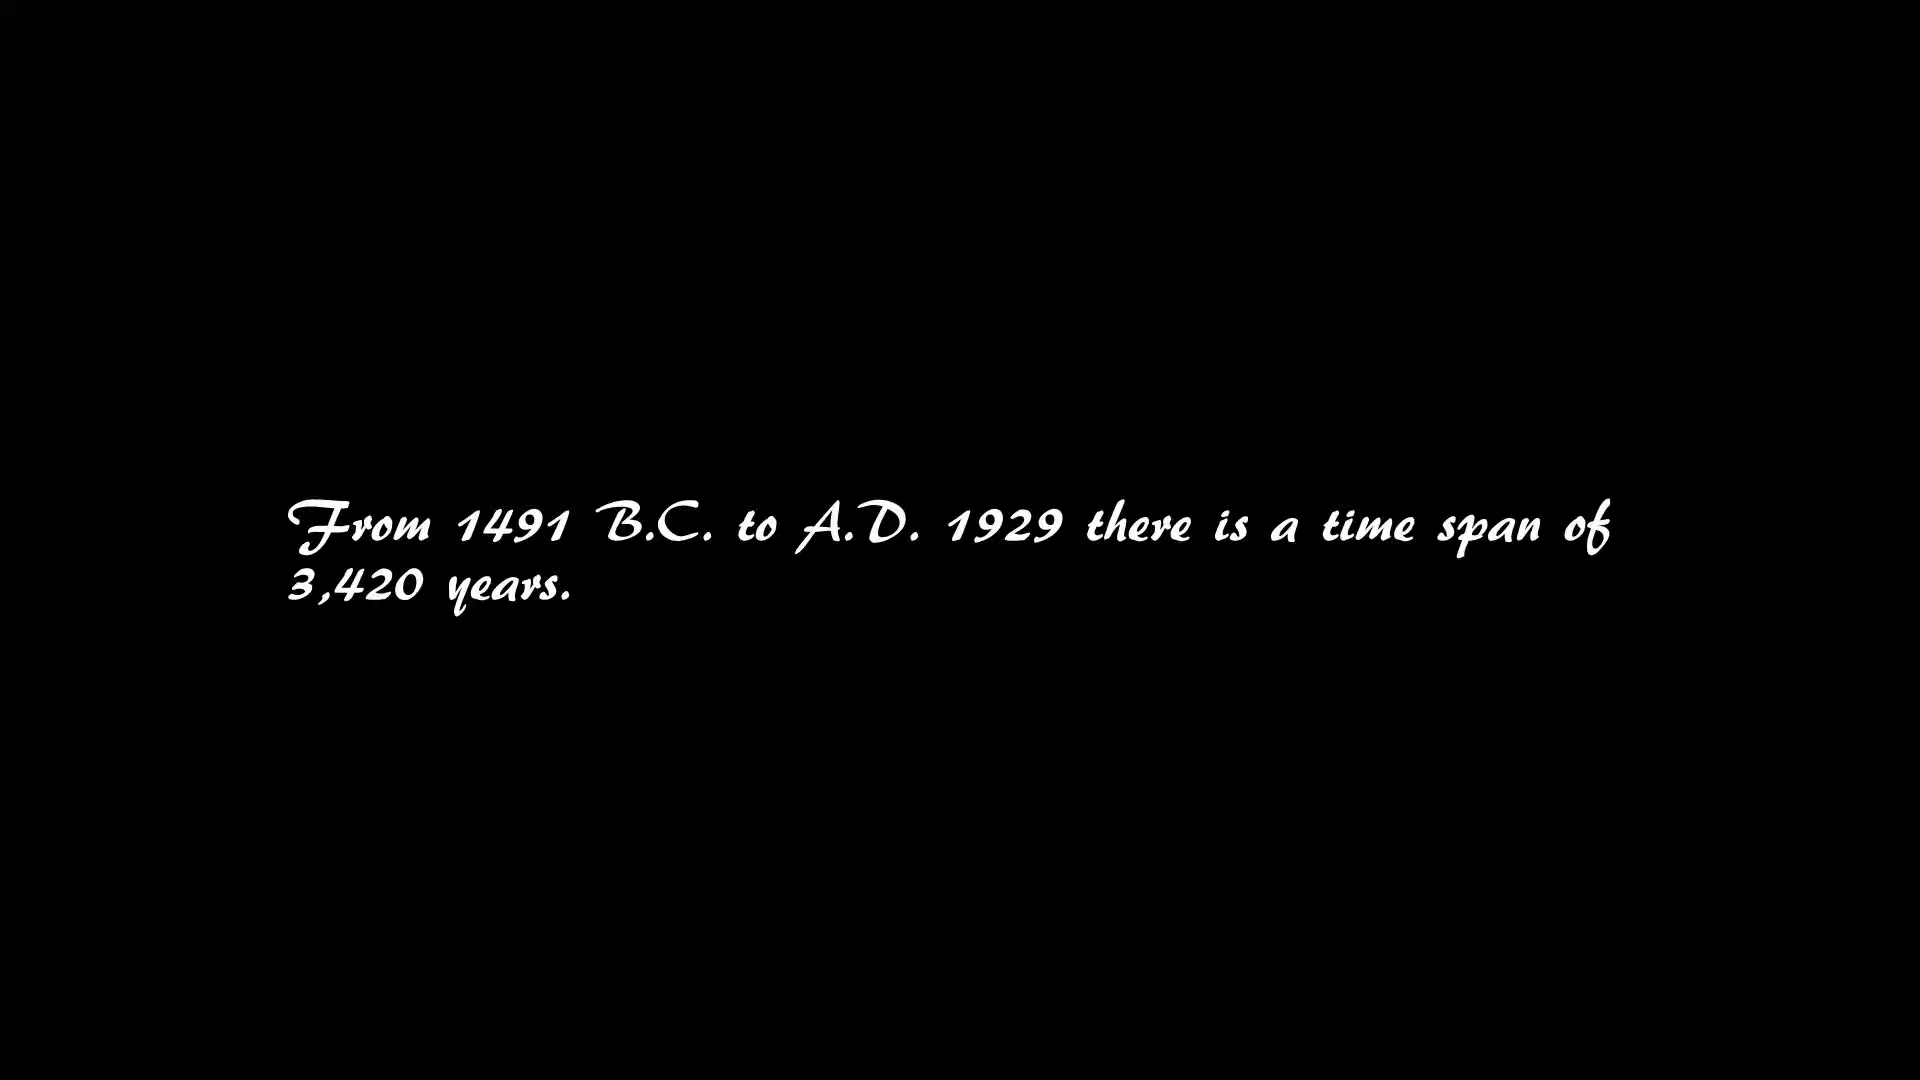 From 1491 B.C. to A.D. 1929 there is a time span of
3,420 years.